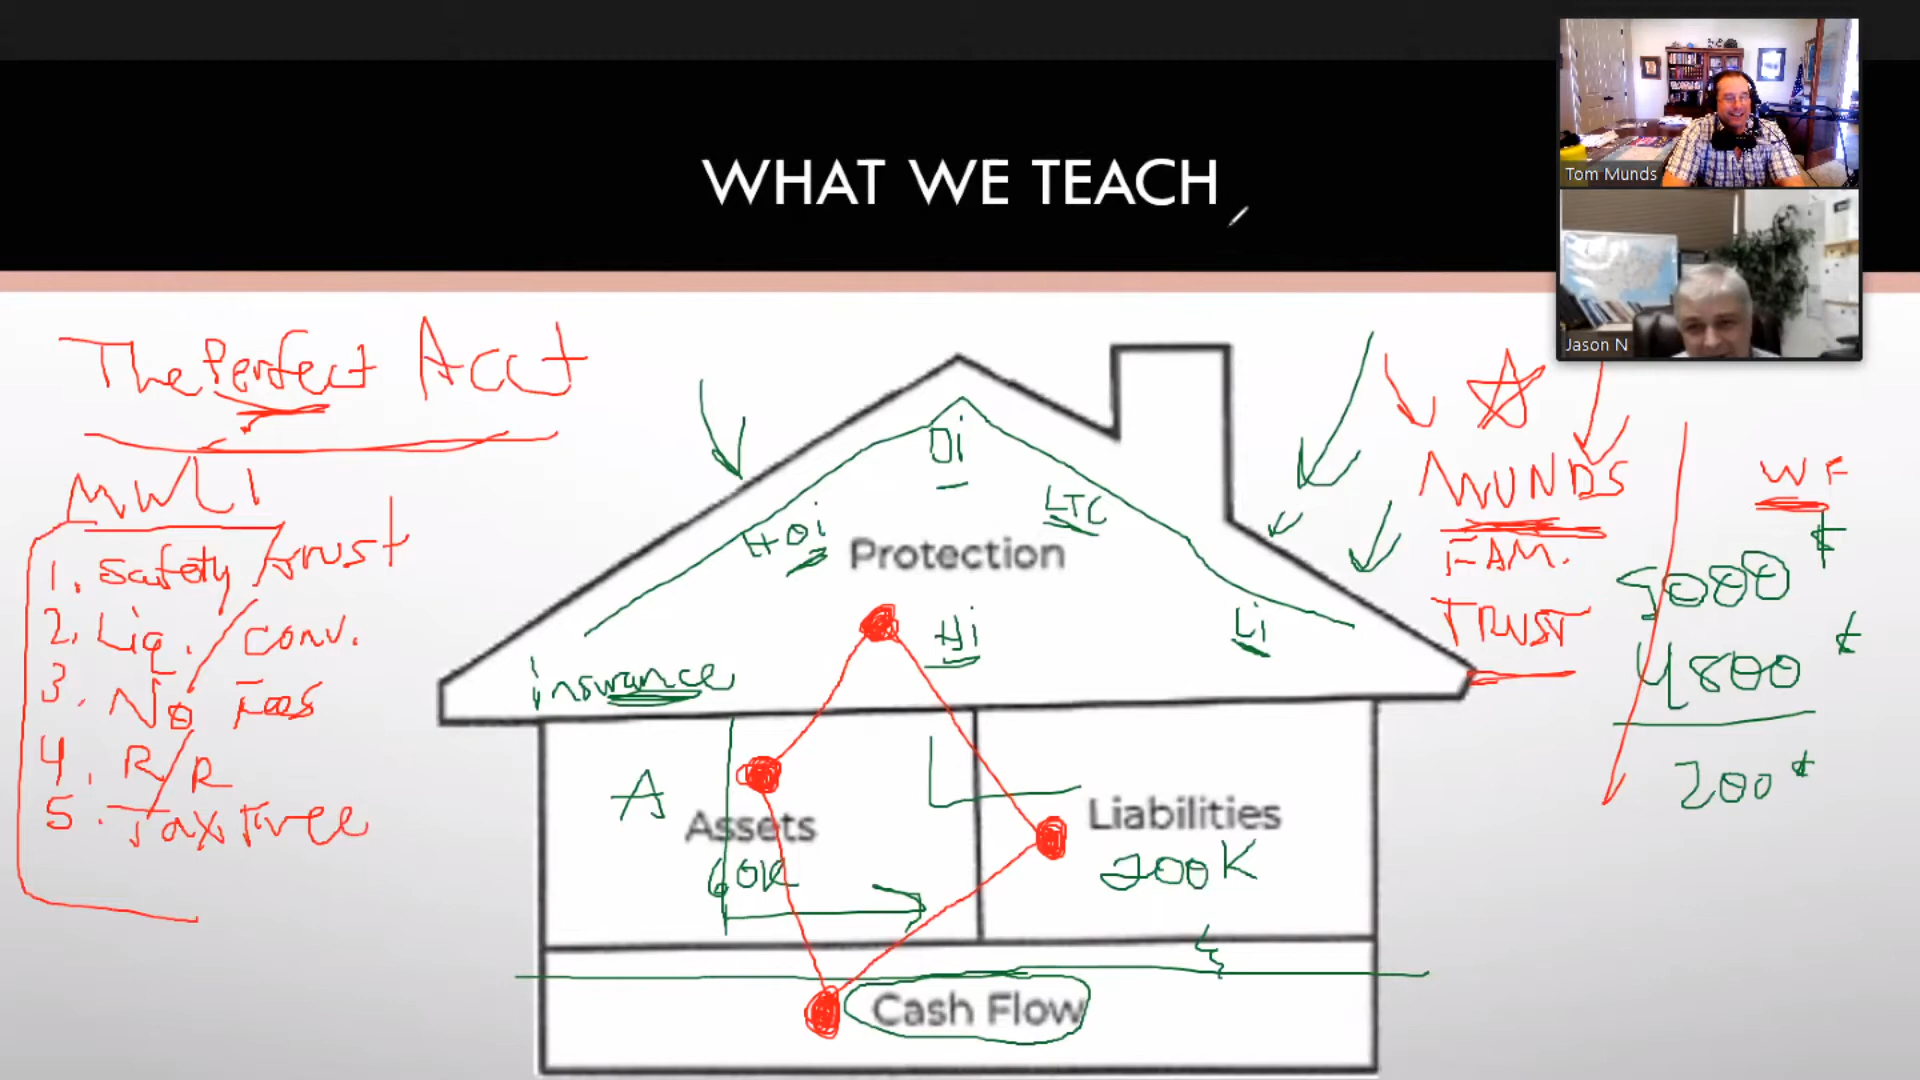 WHAT WE TEACH
Tom Munds
Jason N
The Perfect Acct
MWLI
1. Safety / trust
2. Liq. / conv.
3. No Fees
4. R/R
5. Tax Free
Di
HOi
LTC
Protection
Hi
Li
insurance
A
L
Assets
60K
Liabilities
200K
Cash Flow
MUNDS
FAM.
TRUST
WF
5000
4800
200